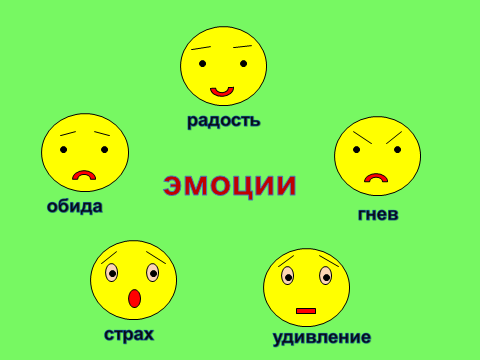 радость
эмоции
обида
гнев
страх
удивление